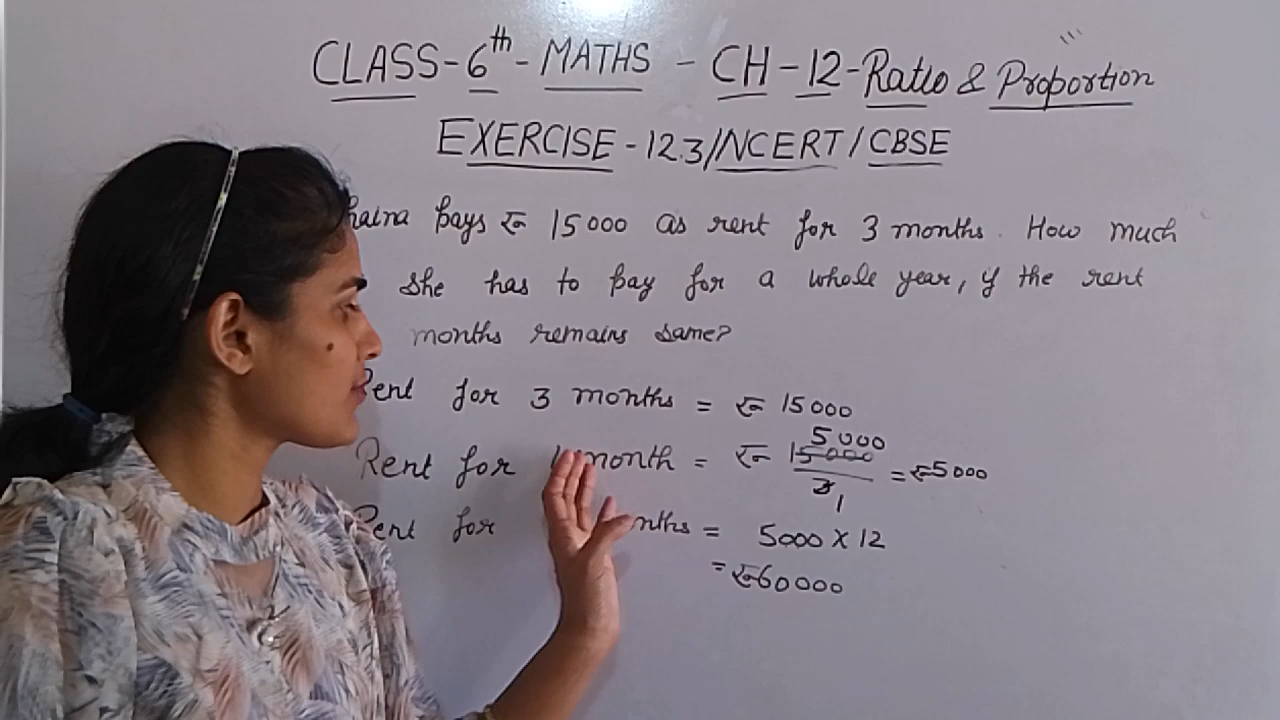 CLASS-6th-MATHS - CH-12-Ratio & Proportion
EXERCISE-12.3/NCERT/CBSE
pays रू 15000 as rent for 3 months. How much
she has to pay for a whole year, if the rent
months remains same?
Rent for 3 months = रू 15000
5000
Rent for 1 month = रू 15000/3 1 = रू 5000
Rent for = 5000 X 12
= रू 60000